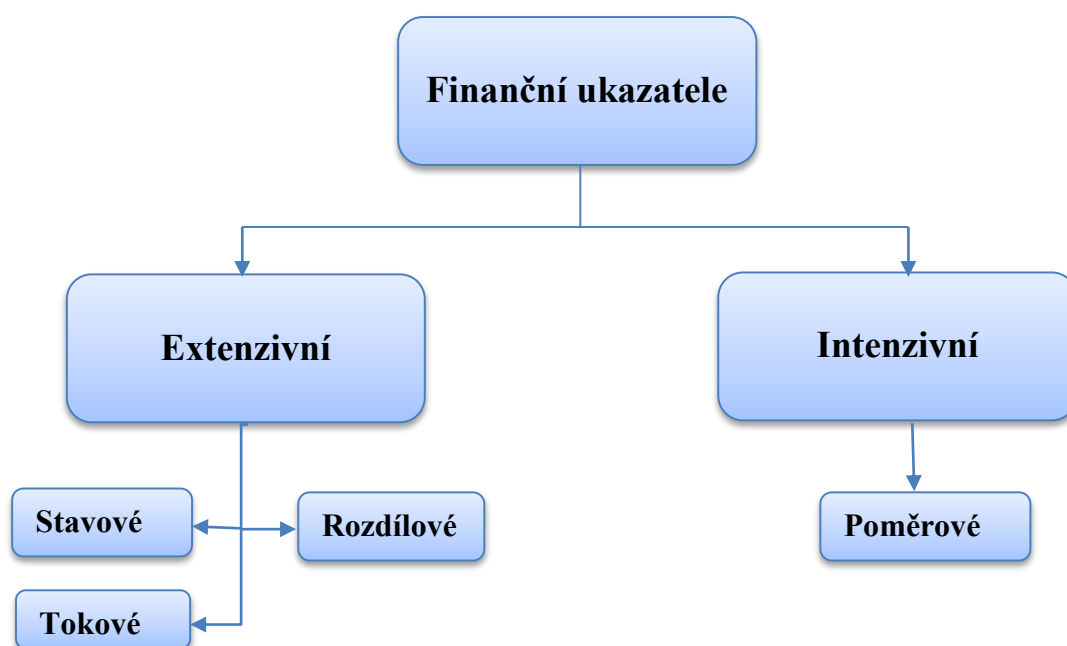 Finanční ukazatele
Extenzivní
Intenzivní
Stavové
Rozdílové
Poměrové
Tokové